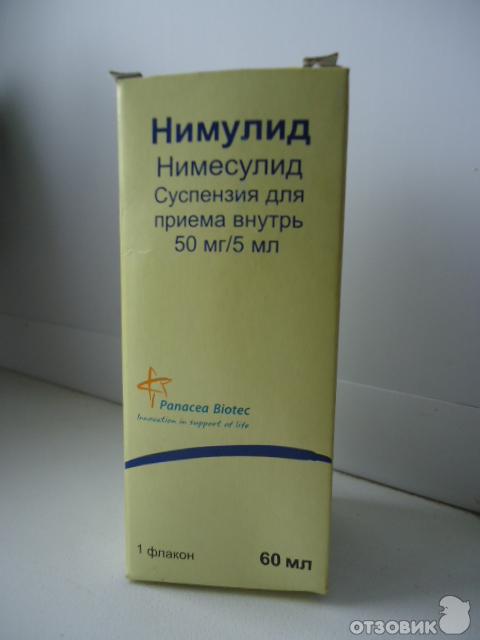 Нимулид
Нимесулид
Суспензия для
приема внутрь
50 мг/5 мл
Panacea Biotec
Innovation in support of life
1 флакон
60 мл
ОТЗОВИК